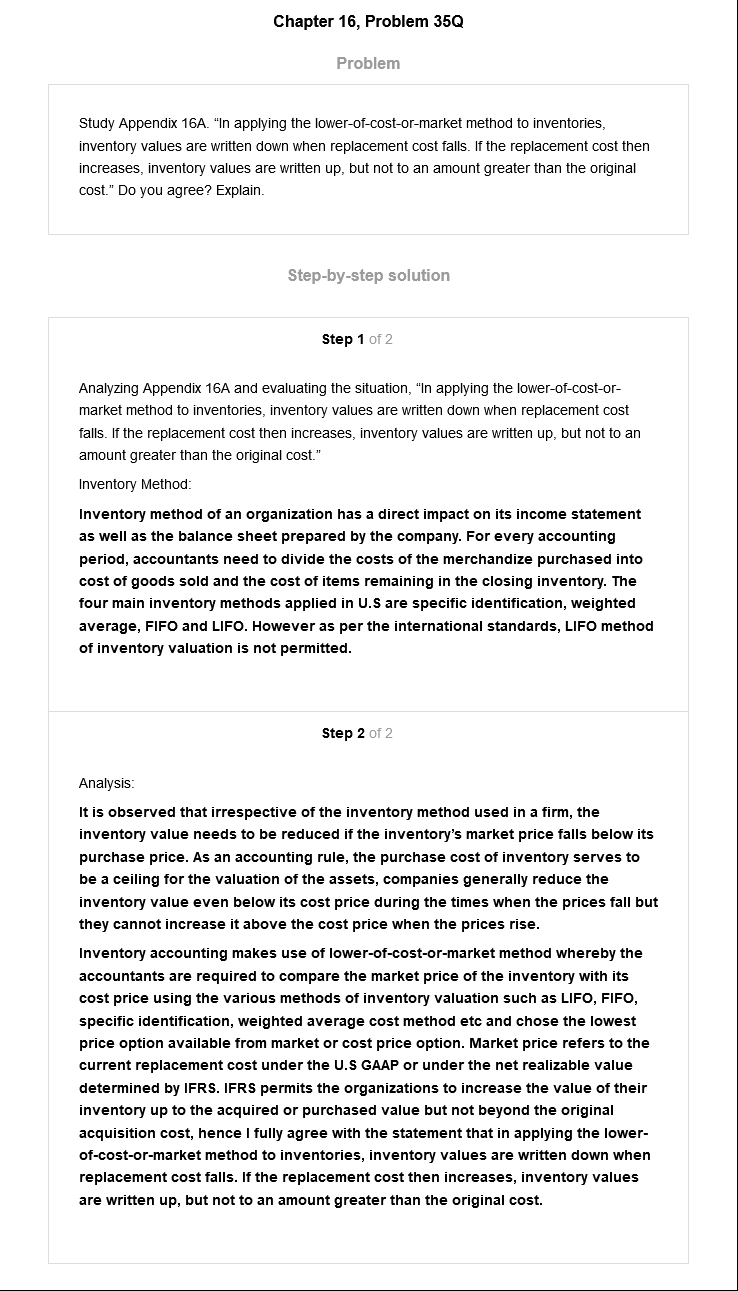 Chapter 16, Problem 35Q
Problem
Study Appendix 16A. “In applying the lower-of-cost-or-market method to inventories,
inventory values are written down when replacement cost falls. If the replacement cost then
increases, inventory values are written up, but not to an amount greater than the original
cost.” Do you agree? Explain.
Step-by-step solution
Step 1 of 2
Analyzing Appendix 16A and evaluating the situation, “In applying the lower-of-cost-or-
market method to inventories, inventory values are written down when replacement cost
falls. If the replacement cost then increases, inventory values are written up, but not to an
amount greater than the original cost.”
Inventory Method:
Inventory method of an organization has a direct impact on its income statement
as well as the balance sheet prepared by the company. For every accounting
period, accountants need to divide the costs of the merchandize purchased into
cost of goods sold and the cost of items remaining in the closing inventory. The
four main inventory methods applied in U.S are specific identification, weighted
average, FIFO and LIFO. However as per the international standards, LIFO method
of inventory valuation is not permitted.
Step 2 of 2
Analysis:
It is observed that irrespective of the inventory method used in a firm, the
inventory value needs to be reduced if the inventory’s market price falls below its
purchase price. As an accounting rule, the purchase cost of inventory serves to
be a ceiling for the valuation of the assets, companies generally reduce the
inventory value even below its cost price during the times when the prices fall but
they cannot increase it above the cost price when the prices rise.
Inventory accounting makes use of lower-of-cost-or-market method whereby the
accountants are required to compare the market price of the inventory with its
cost price using the various methods of inventory valuation such as LIFO, FIFO,
specific identification, weighted average cost method etc and chose the lowest
price option available from market or cost price option. Market price refers to the
current replacement cost under the U.S GAAP or under the net realizable value
determined by IFRS. IFRS permits the organizations to increase the value of their
inventory up to the acquired or purchased value but not beyond the original
acquisition cost, hence I fully agree with the statement that in applying the lower-
of-cost-or-market method to inventories, inventory values are written down when
replacement cost falls. If the replacement cost then increases, inventory values
are written up, but not to an amount greater than the original cost.